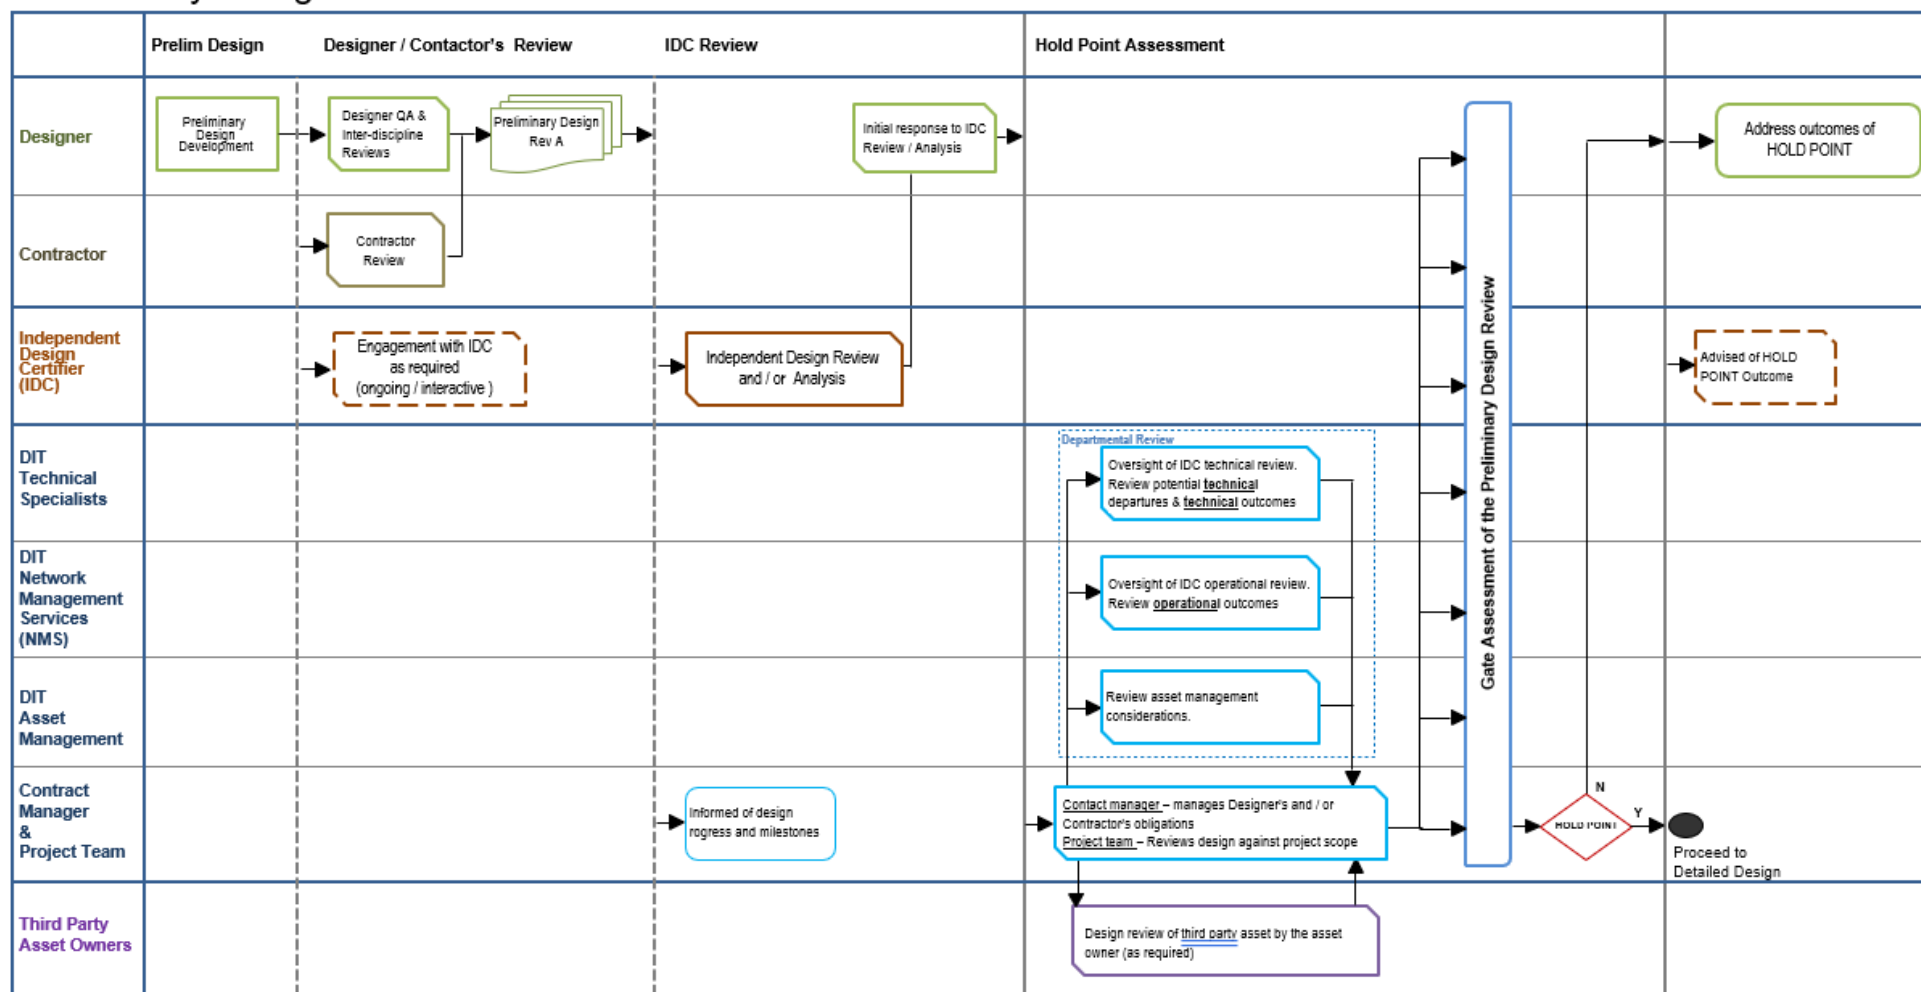 Prelim Design
Designer / Contactor's Review
IDC Review
Hold Point Assessment
Designer
Preliminary
Design
Development
Designer QA &
Inter-discipline
Reviews
Preliminary Design
Rev A
Initial response to IDC
Review / Analysis
Address outcomes of
HOLD POINT
Contractor
Contractor
Review
Gate Assessment of the Preliminary Design Review
Independent
Design
Certifier
(IDC)
Engagement with IDC
as required
(ongoing / interactive )
Independent Design Review
and / or Analysis
Advised of HOLD
POINT Outcome
Departmental Review
DIT
Technical
Specialists
Oversight of IDC technical review.
Review potential technical
departures & technical outcomes
DIT
Network
Management
Services
(NMS)
Oversight of IDC operational review.
Review operational outcomes
DIT
Asset
Management
Review asset management
considerations.
Contract
Manager
&
Project Team
Informed of design
rogress and milestones
Contact manager – manages Designer's and / or
Contractor's obligations
Project team – Reviews design against project scope
HOLD POINT
N
Y
Proceed to
Detailed Design
Third Party
Asset Owners
Design review of third party asset by the asset
owner (as required)